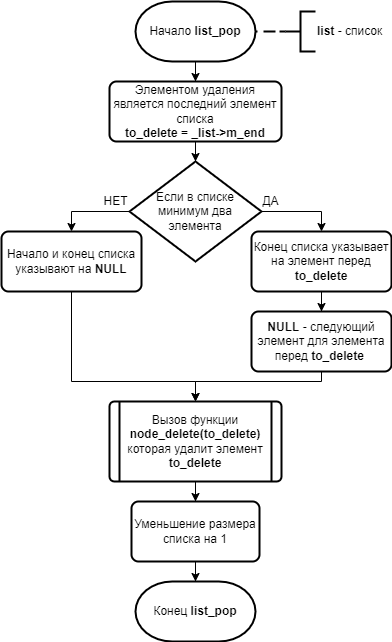 Начало list_pop
list - список
Элементом удаления
является последний элемент
списка
to_delete = _list->m_end
НЕТ
Если в списке
минимум два
элемента
ДА
Начало и конец списка
указывают на NULL
Конец списка указывает
на элемент перед
to_delete
NULL - следующий
элемент для элемента
перед to_delete
Вызов функции
node_delete(to_delete)
которая удалит элемент
to_delete
Уменьшение размера
списка на 1
Конец list_pop